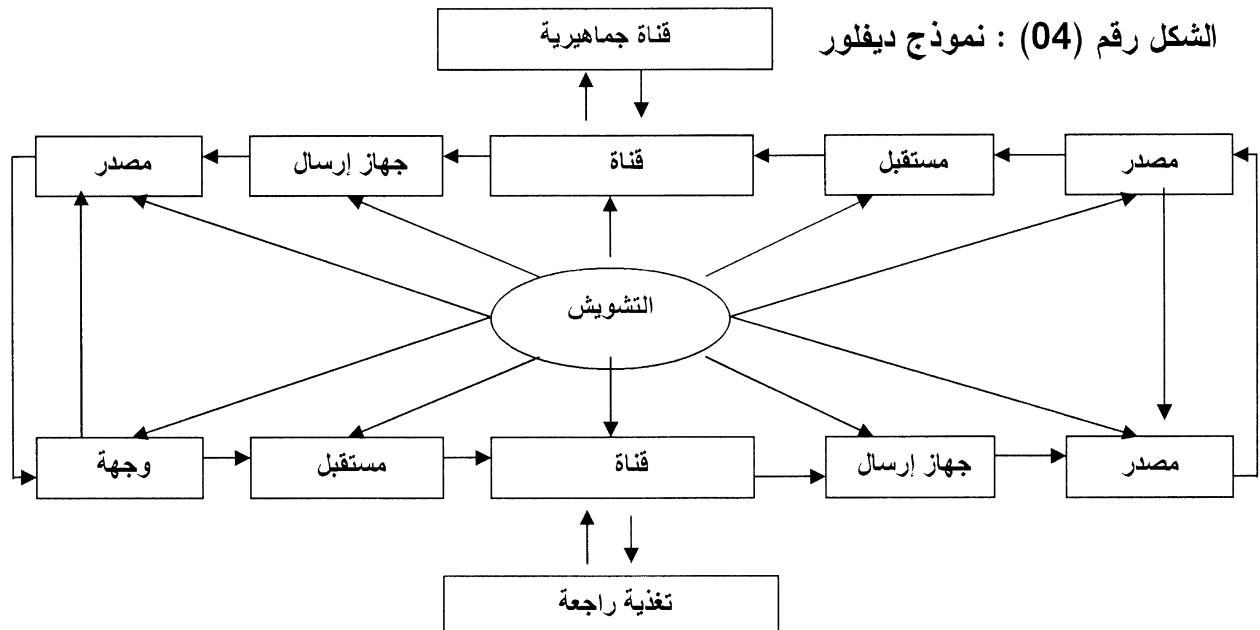 الشكل رقم (04) : نموذج ديفلور
قناة جماهيرية
مصدر
مستقبل
قناة
جهاز إرسال
مصدر
التشويش
مصدر
جهاز إرسال
قناة
مستقبل
وجهة
تغذية راجعة